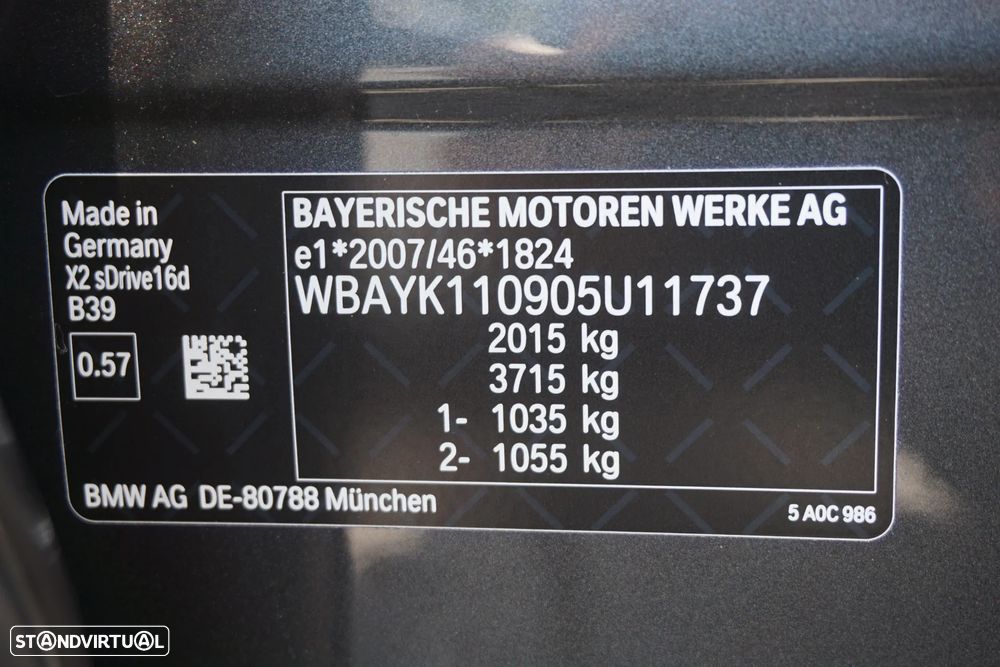 Made in
Germany
X2 sDrive16d
B39
0.57
BAYERISCHE MOTOREN WERKE AG
e1*2007/46*1824
WBAYK110905U11737
2015 kg
3715 kg
1- 1035 kg
2- 1055 kg
BMW AG DE-80788 München
5 A0C 986
STANDVIRTUAL